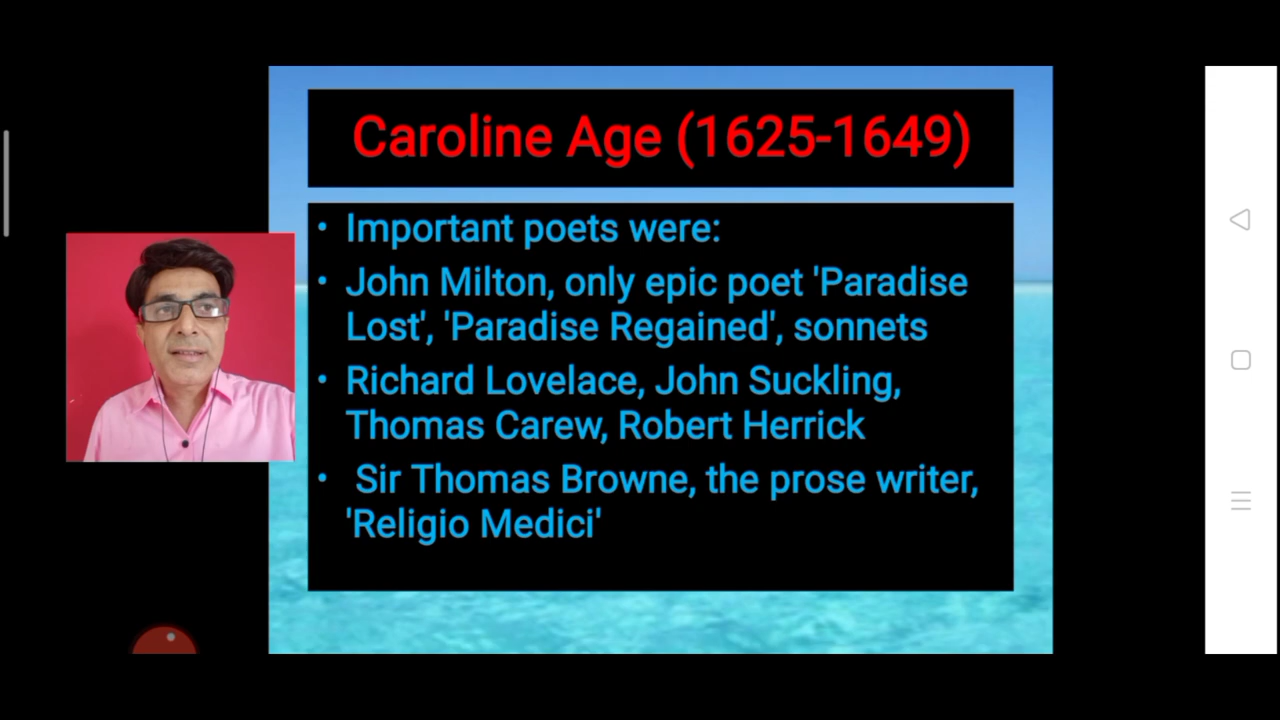 Caroline Age (1625-1649)
• Important poets were:
• John Milton, only epic poet 'Paradise
Lost', 'Paradise Regained', sonnets
• Richard Lovelace, John Suckling,
Thomas Carew, Robert Herrick
• Sir Thomas Browne, the prose writer,
'Religio Medici'